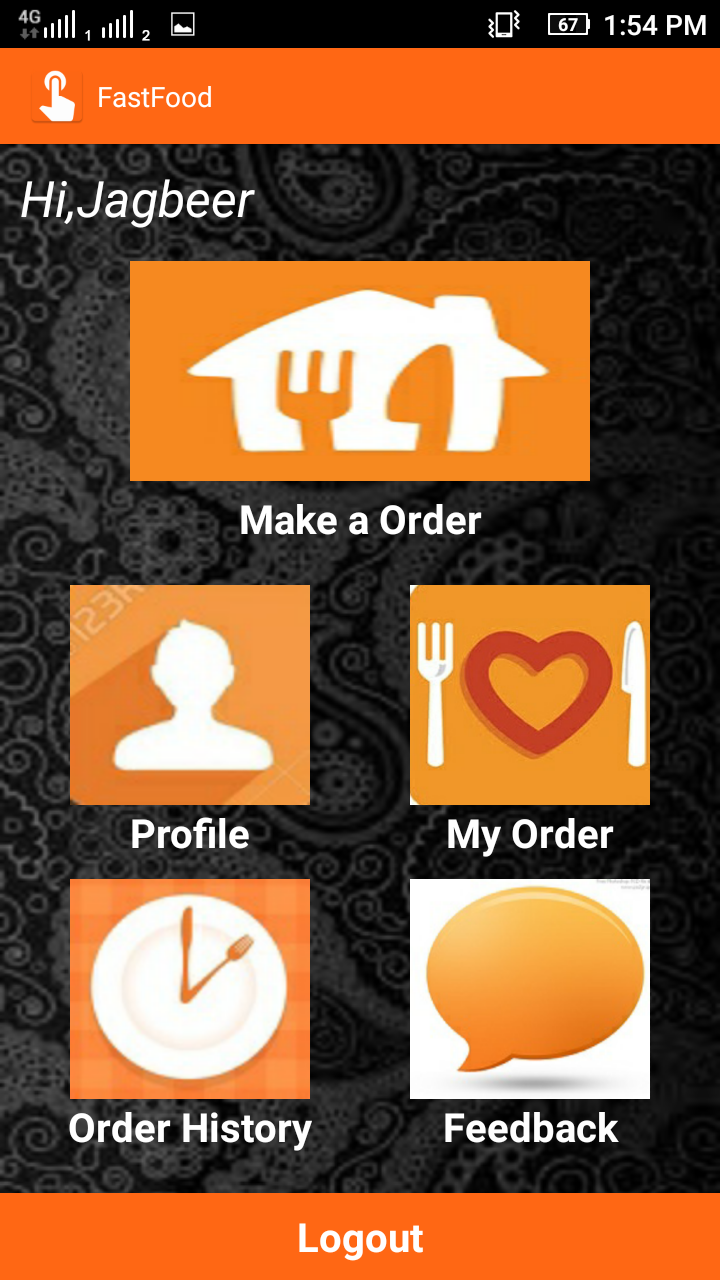 4G 1 2 67 1:54 PM
FastFood
Hi,Jagbeer
Make a Order
Profile
My Order
Order History
Feedback
Logout